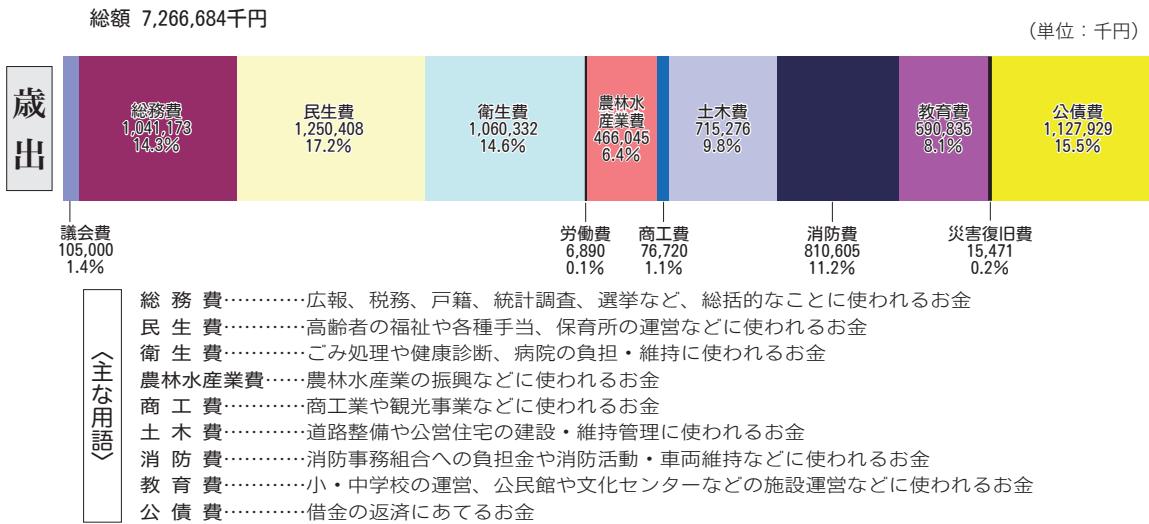 総額 7,266,684千円
(単位：千円)
歳出
総務費
1,041,173
14.3%
民生費
1,250,408
17.2%
衛生費
1,060,332
14.6%
農林水
産業費
466,045
6.4%
土木費
715,276
9.8%
教育費
590,835
8.1%
公債費
1,127,929
15.5%
議会費
105,000
1.4%
労働費
6,890
0.1%
商工費
76,720
1.1%
消防費
810,605
11.2%
災害復旧費
15,471
0.2%
〈主な用語〉
総務費…………広報、税務、戸籍、統計調査、選挙など、総括的なことに使われるお金
民生費…………高齢者の福祉や各種手当、保育所の運営などに使われるお金
衛生費…………ごみ処理や健康診断、病院の負担・維持に使われるお金
農林水産業費……農林水産業の振興などに使われるお金
商工費…………商工業や観光事業などに使われるお金
土木費…………道路整備や公営住宅の建設・維持管理に使われるお金
消防費…………消防事務組合への負担金や消防活動・車両維持などに使われるお金
教育費…………小・中学校の運営、公民館や文化センターなどの施設運営などに使われるお金
公債費…………借金の返済にあてるお金